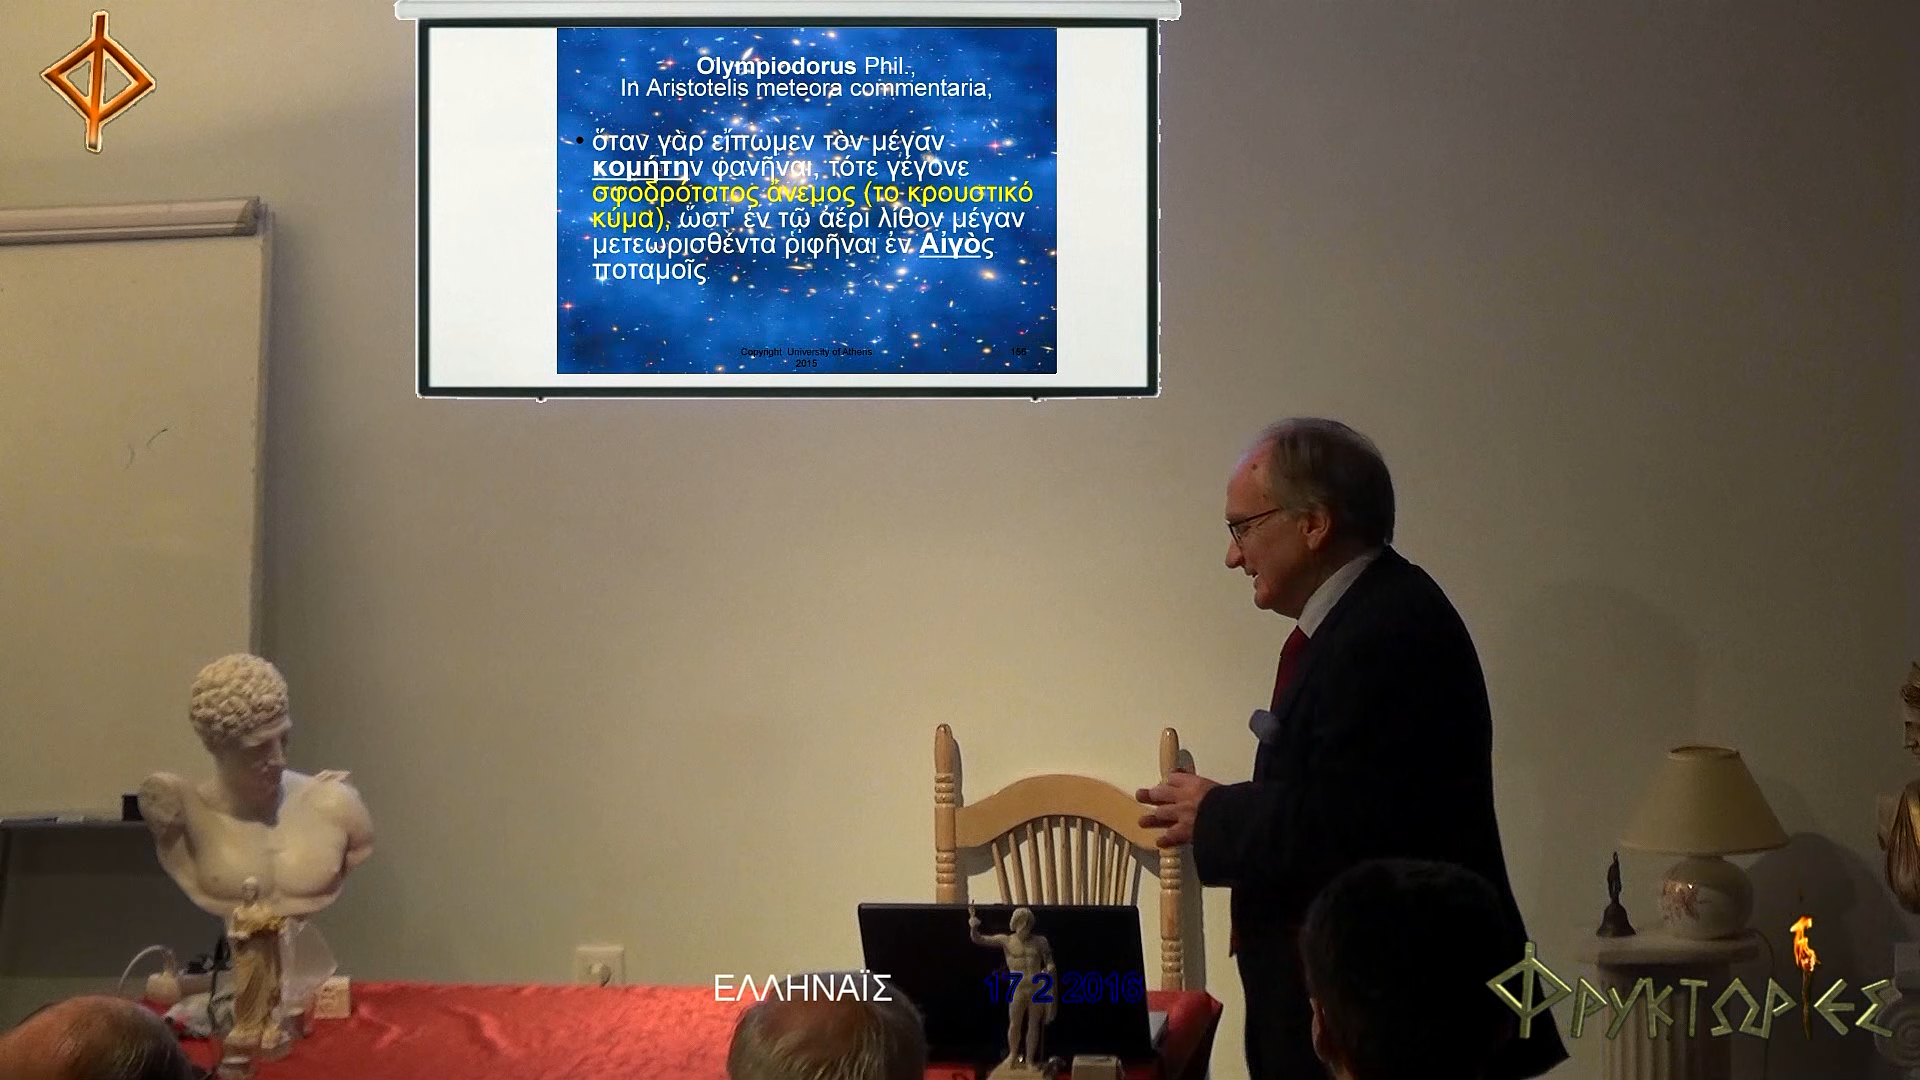 Olympiodorus Phil.,
In Aristotelis meteora commentaria,
• ὅταν γὰρ εἴπωμεν τὸν μέγαν
κομήτην φανῆναι, τότε γέγονε
σφοδρότατος ἄνεμος (το κρουστικό
κύμα), ὥστ' ἐν τῷ ἀέρι λίθον μέγαν
μετεωρισθέντα ῥιφῆναι ἐν Αἰγὸς
ποταμοῖς
Copyright University of Athens
2015
166
ΕΛΛΗΝΑΪΣ 17 2 2016
ΦΡΥΚΤΩΡΙΕΣ